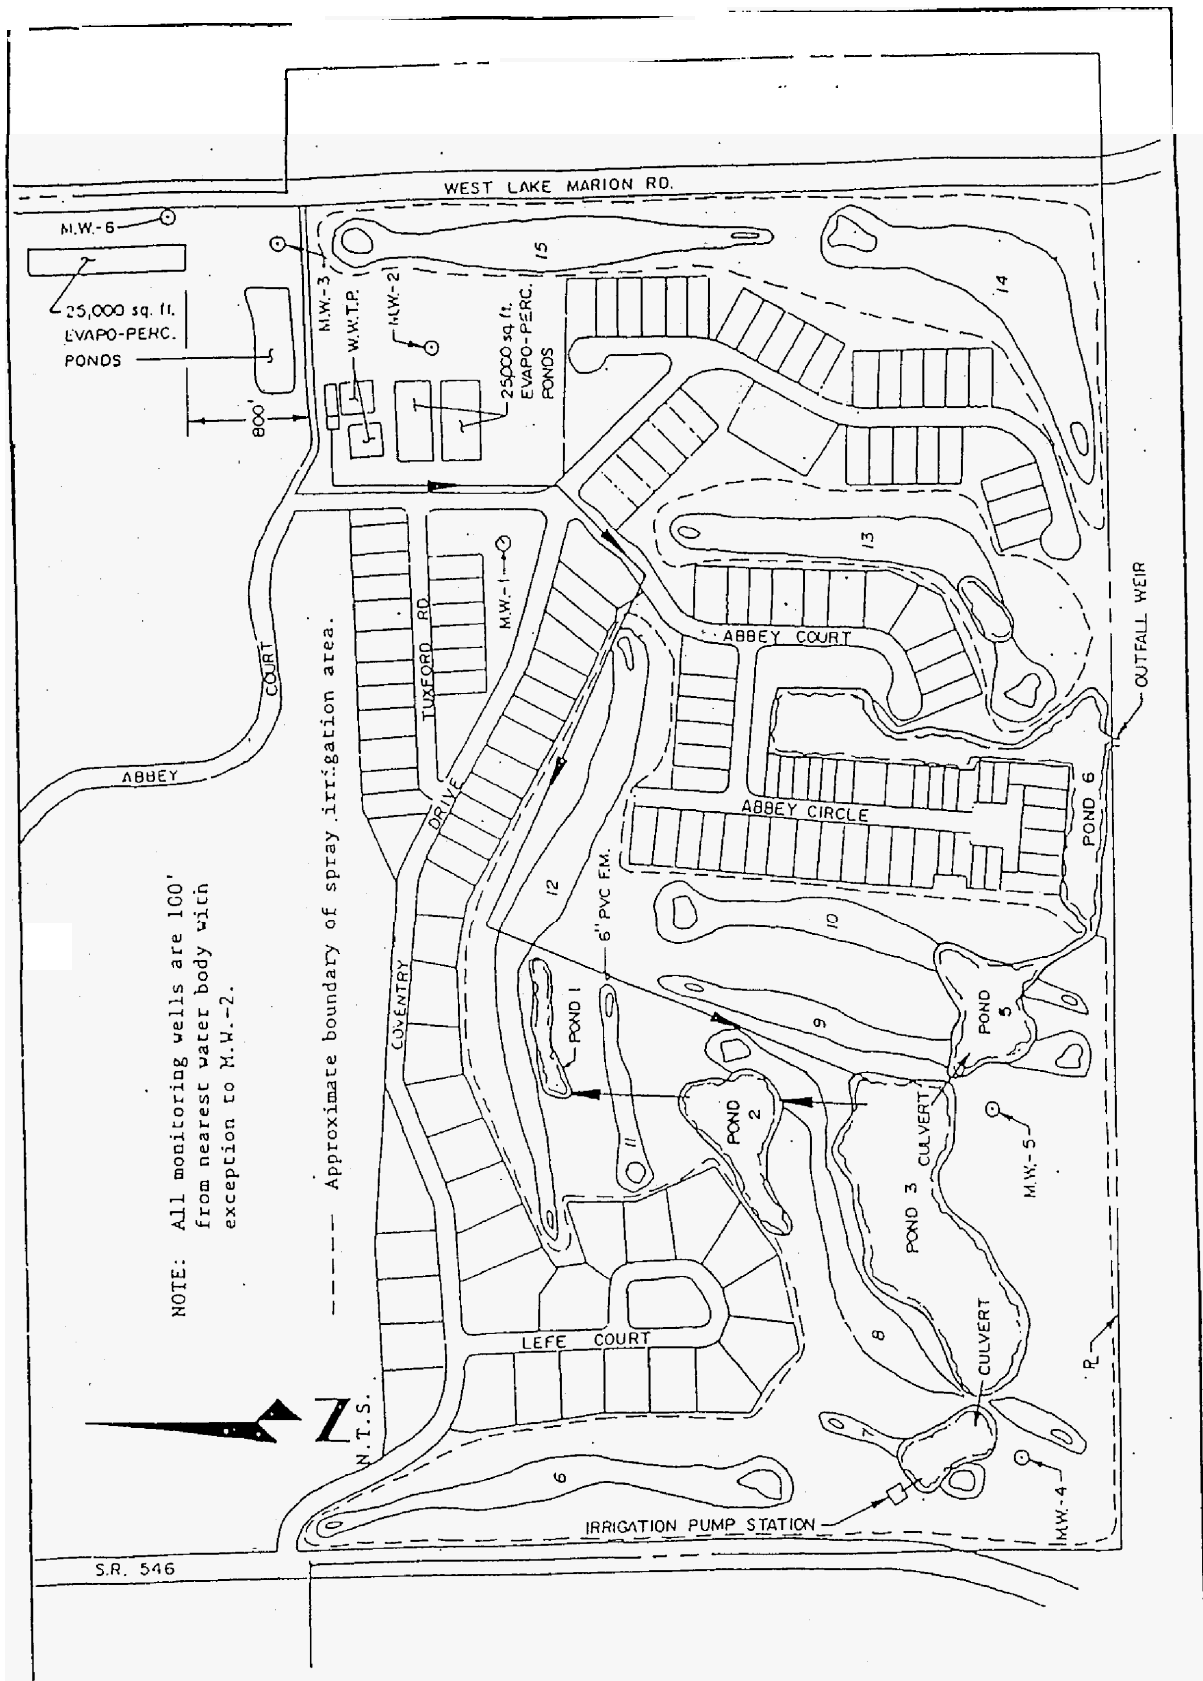 WEST LAKE MARION RD.
M.W.-6
25,000 sq. ft.
EVAPO-PERC.
PONDS
800'
M.W.-3
W.W.T.P.
M.W.-2
25,000 sq. ft.
EVAPO-PERC.
PONDS
15
14
13
COURT
ABBEY
TUXFORD RD
M.W.-1
ABBEY COURT
OUTFALL WEIR
DRIVE
COVENTRY
ABBEY CIRCLE
POND 6
12
6" PVC F.M.
10
9
POND 1
11
POND
2
POND
5
CULVERT
POND 3
M.W.-5
8
CULVERT
LEFE COURT
7
6
IRRIGATION PUMP STATION
M.W.-4
PL
S.R. 546
N
N.T.S.
NOTE: All monitoring wells are 100'
from nearest water body with
exception to M.W.-2.
----- Approximate boundary of spray irrigation area.